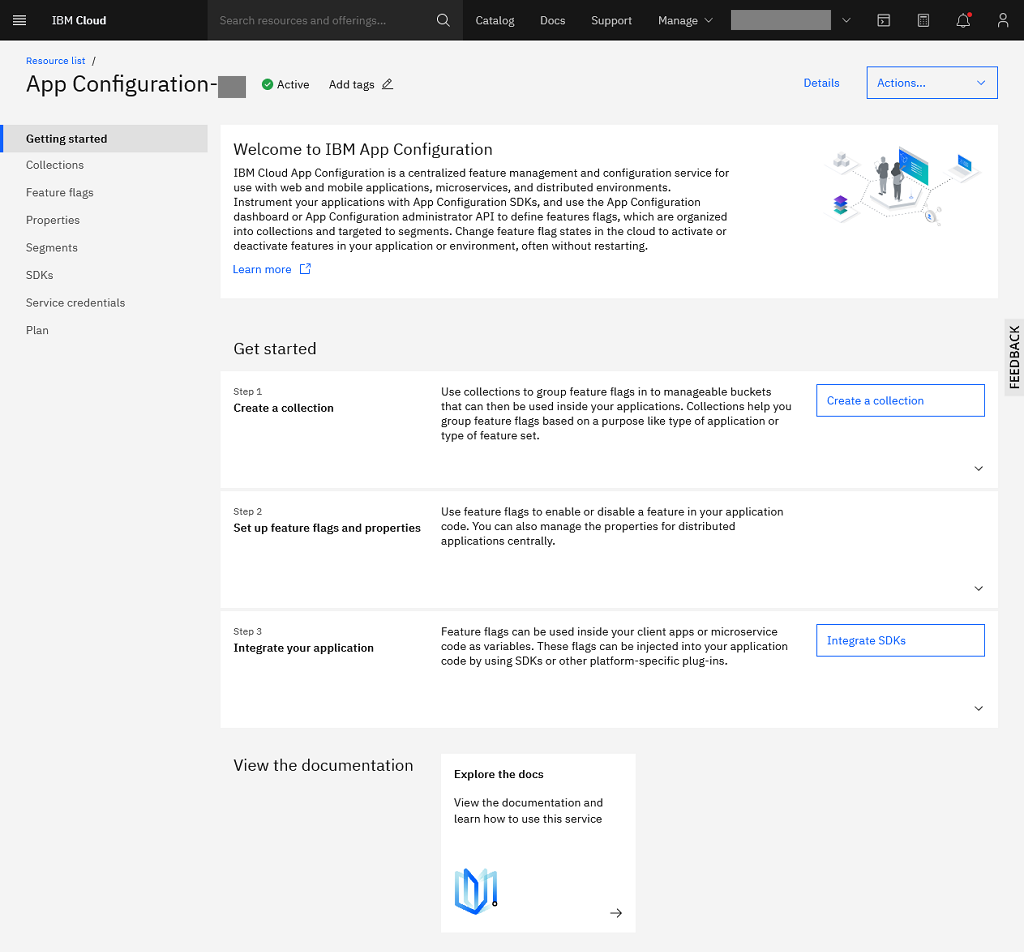 IBM Cloud
Search resources and offerings...
Catalog
Docs
Support
Manage
Resource list /
App Configuration-
Active
Add tags
Details
Actions...
Getting started
Collections
Feature flags
Properties
Segments
SDKs
Service credentials
Plan
Welcome to IBM App Configuration
IBM Cloud App Configuration is a centralized feature management and configuration service for
use with web and mobile applications, microservices, and distributed environments.
Instrument your applications with App Configuration SDKs, and use the App Configuration
dashboard or App Configuration administrator API to define features flags, which are organized
into collections and targeted to segments. Change feature flag states in the cloud to activate or
deactivate features in your application or environment, often without restarting.
Learn more
FEEDBACK
Get started
Step 1
Create a collection
Use collections to group feature flags in to manageable buckets
that can then be used inside your applications. Collections help you
group feature flags based on a purpose like type of application or
type of feature set.
Create a collection
Step 2
Set up feature flags and properties
Use feature flags to enable or disable a feature in your application
code. You can also manage the properties for distributed
applications centrally.
Step 3
Integrate your application
Feature flags can be used inside your client apps or microservice
code as variables. These flags can be injected into your application
code by using SDKs or other platform-specific plug-ins.
Integrate SDKs
View the documentation
Explore the docs
View the documentation and
learn how to use this service